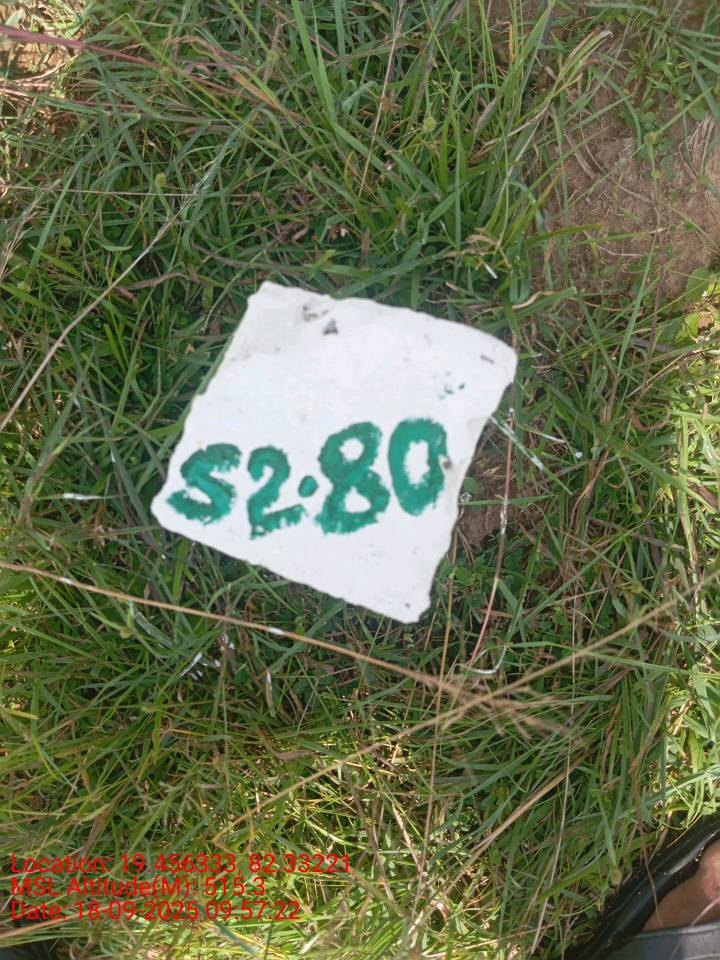 S2.80
Location: 19.456333, 82.33221
MSL Altitude(M): 515.3
Date: 18-09-2025 09:57:22